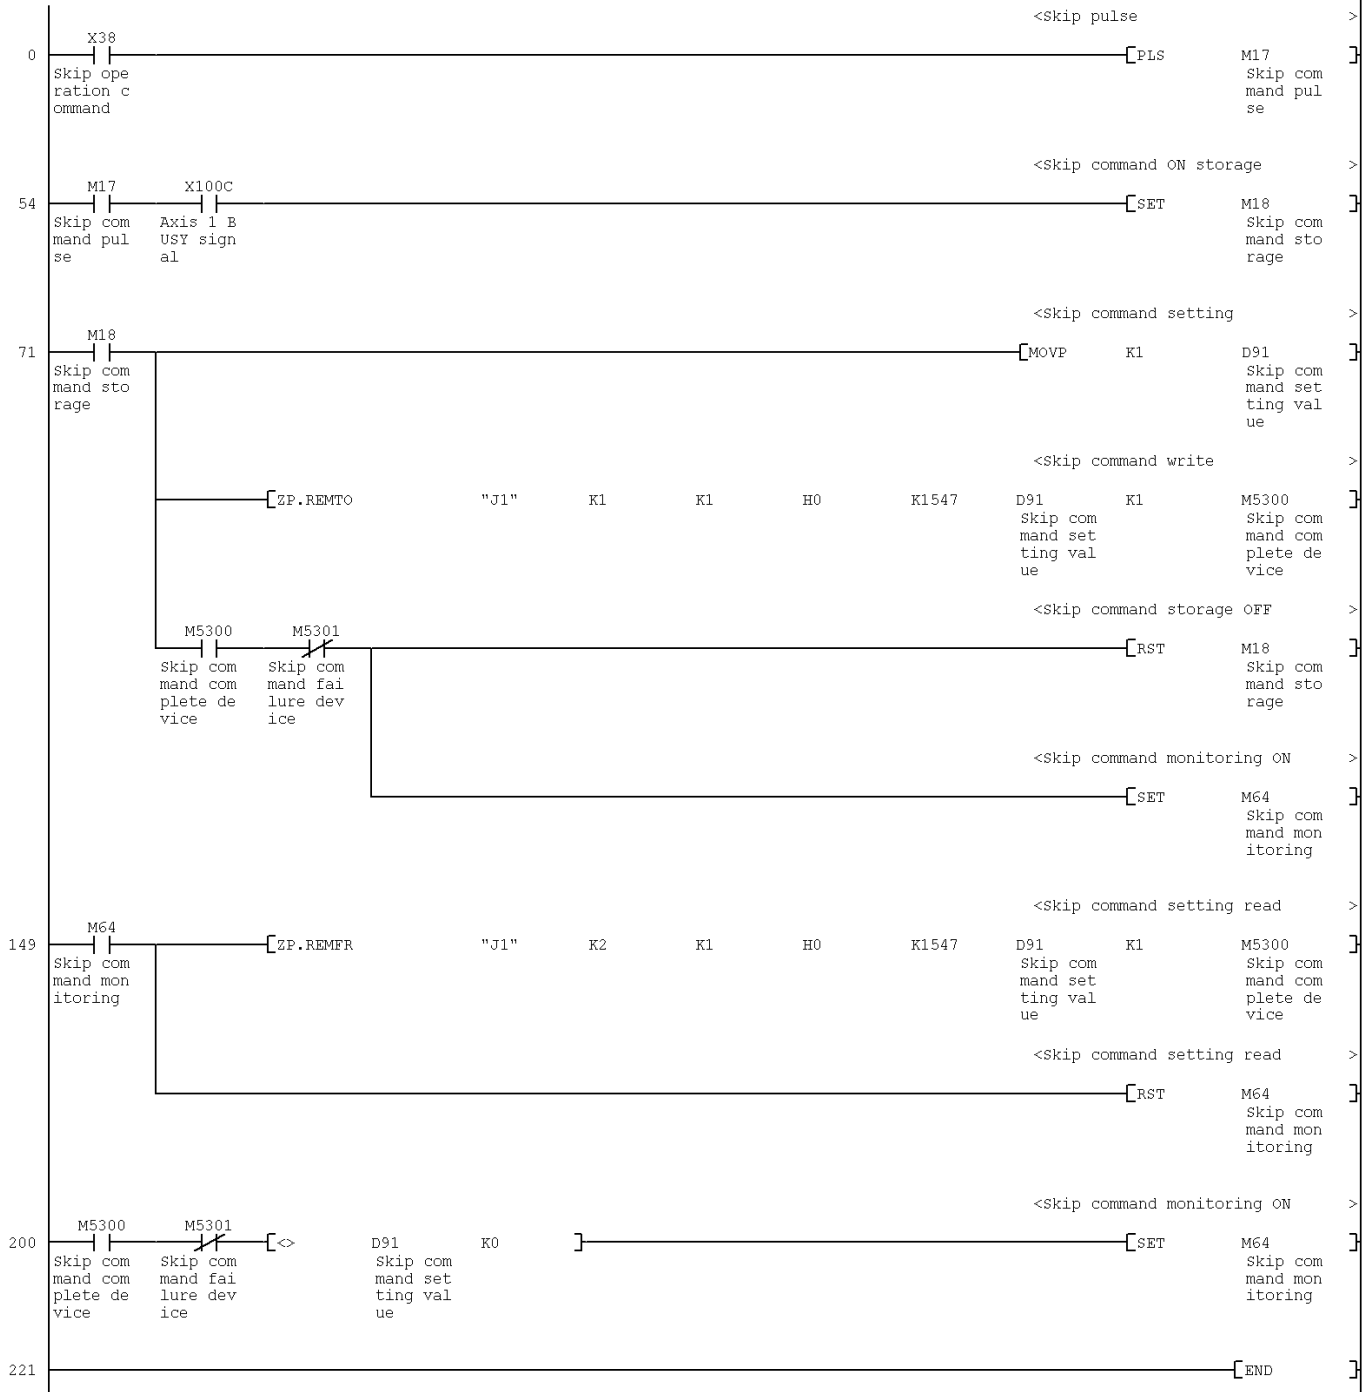 <Skip pulse >
X38
0 [PLS M17 ]
Skip ope Skip com
ration c mand pul
ommand se
<Skip command ON storage >
M17 X100C
54 [SET M18 ]
Skip com Axis 1 B Skip com
mand pul USY sign mand sto
se al rage
<Skip command setting >
M18
71 [MOVP K1 D91 ]
Skip com Skip com
mand sto mand set
rage ting val
ue
<Skip command write >
[ZP.REMTO "J1" K1 K1 H0 K1547 D91 K1 M5300 ]
Skip com Skip com
mand set mand com
ting val plete de
ue vice
<Skip command storage OFF >
M5300 M5301
[RST M18 ]
Skip com Skip com Skip com
mand com mand fai mand sto
plete de lure dev rage
vice ice
<Skip command monitoring ON >
[SET M64 ]
Skip com
mand mon
itoring
<Skip command setting read >
M64
149 [ZP.REMFR "J1" K2 K1 H0 K1547 D91 K1 M5300 ]
Skip com Skip com Skip com
mand mon mand set mand com
itoring ting val plete de
ue vice
<Skip command setting read >
[RST M64 ]
Skip com
mand mon
itoring
<Skip command monitoring ON >
M5300 M5301
200 [<> D91 K0 ] [SET M64 ]
Skip com Skip com Skip com Skip com
mand com mand fai mand set mand mon
plete de lure dev ting val itoring
vice ice ue
221 [END ]